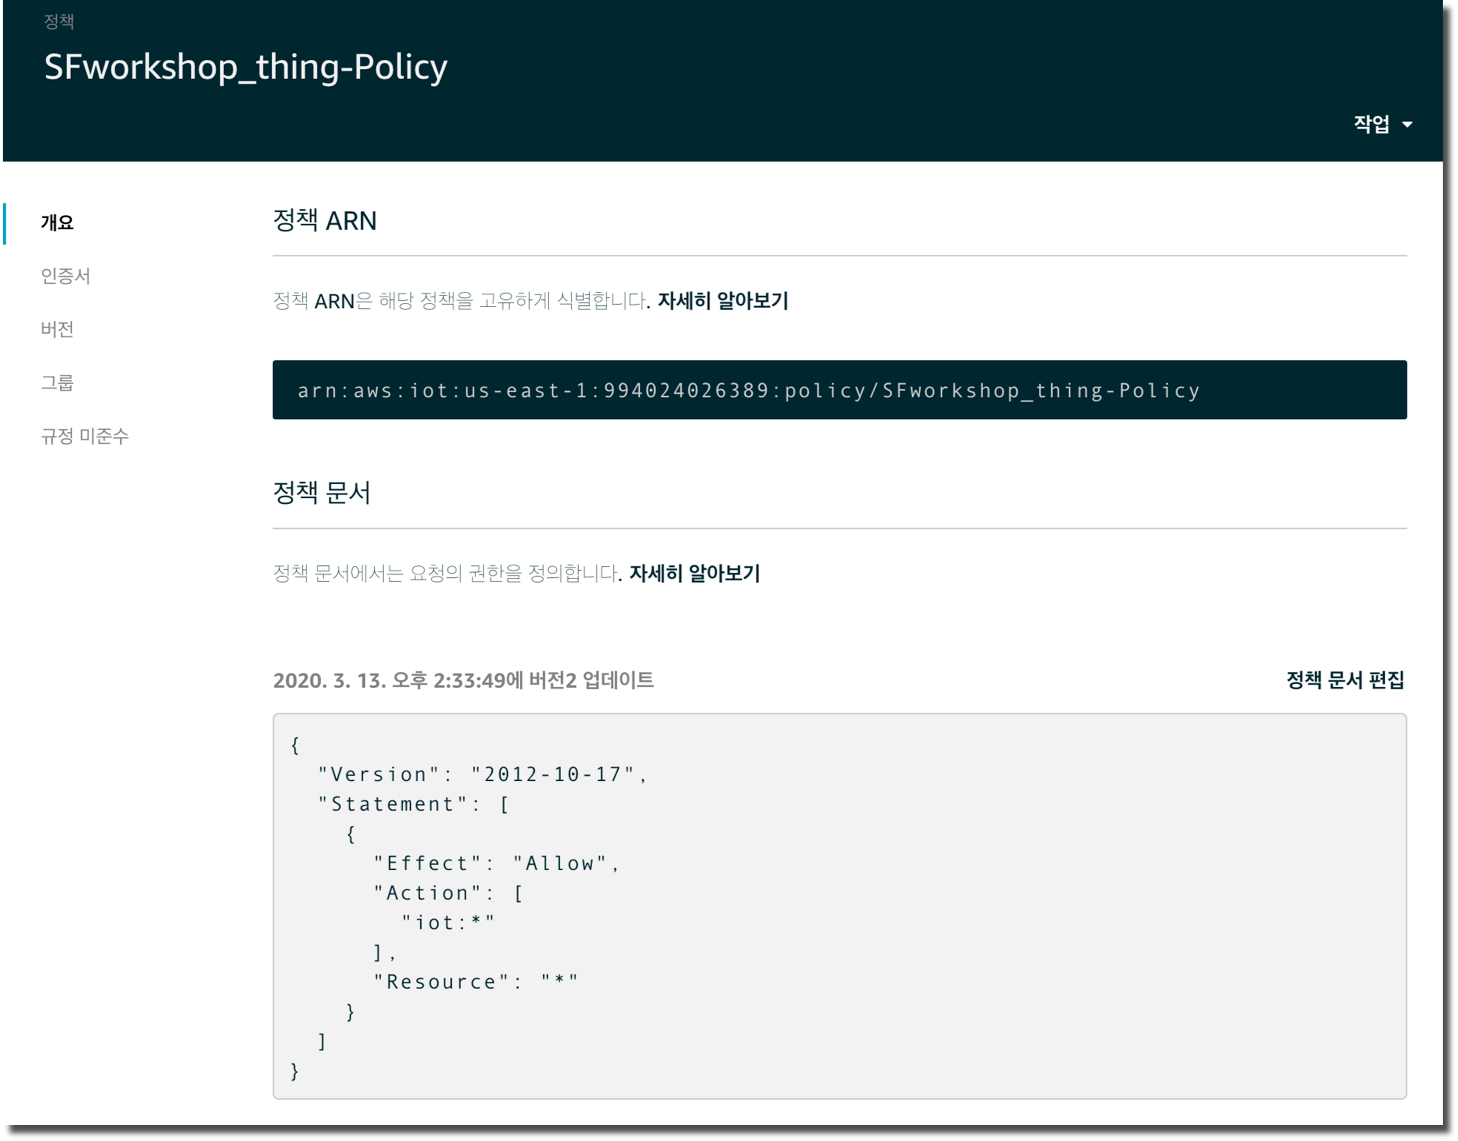 정책
SFworkshop_thing-Policy
작업
개요
인증서
버전
그룹
규정 미준수
정책 ARN
정책 ARN은 해당 정책을 고유하게 식별합니다. 자세히 알아보기
arn:aws:iot:us-east-1:994024026389:policy/SFworkshop_thing-Policy
정책 문서
정책 문서에서는 요청의 권한을 정의합니다. 자세히 알아보기
2020. 3. 13. 오후 2:33:49에 버전2 업데이트
정책 문서 편집
{
  "Version": "2012-10-17",
  "Statement": [
    {
      "Effect": "Allow",
      "Action": [
        "iot:*"
      ],
      "Resource": "*"
    }
  ]
}